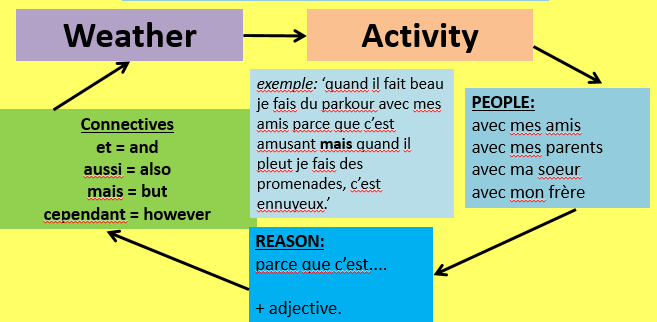 Weather
Activity
exemple: ‘quand il fait beau
je fais du parkour avec mes
amis parce que c’est
amusant mais quand il
pleut je fais des
promenades, c’est
ennuyeux.’
PEOPLE:
avec mes amis
avec mes parents
avec ma soeur
avec mon frère
Connectives
et = and
aussi = also
mais = but
cependant = however
REASON:
parce que c’est....
+ adjective.